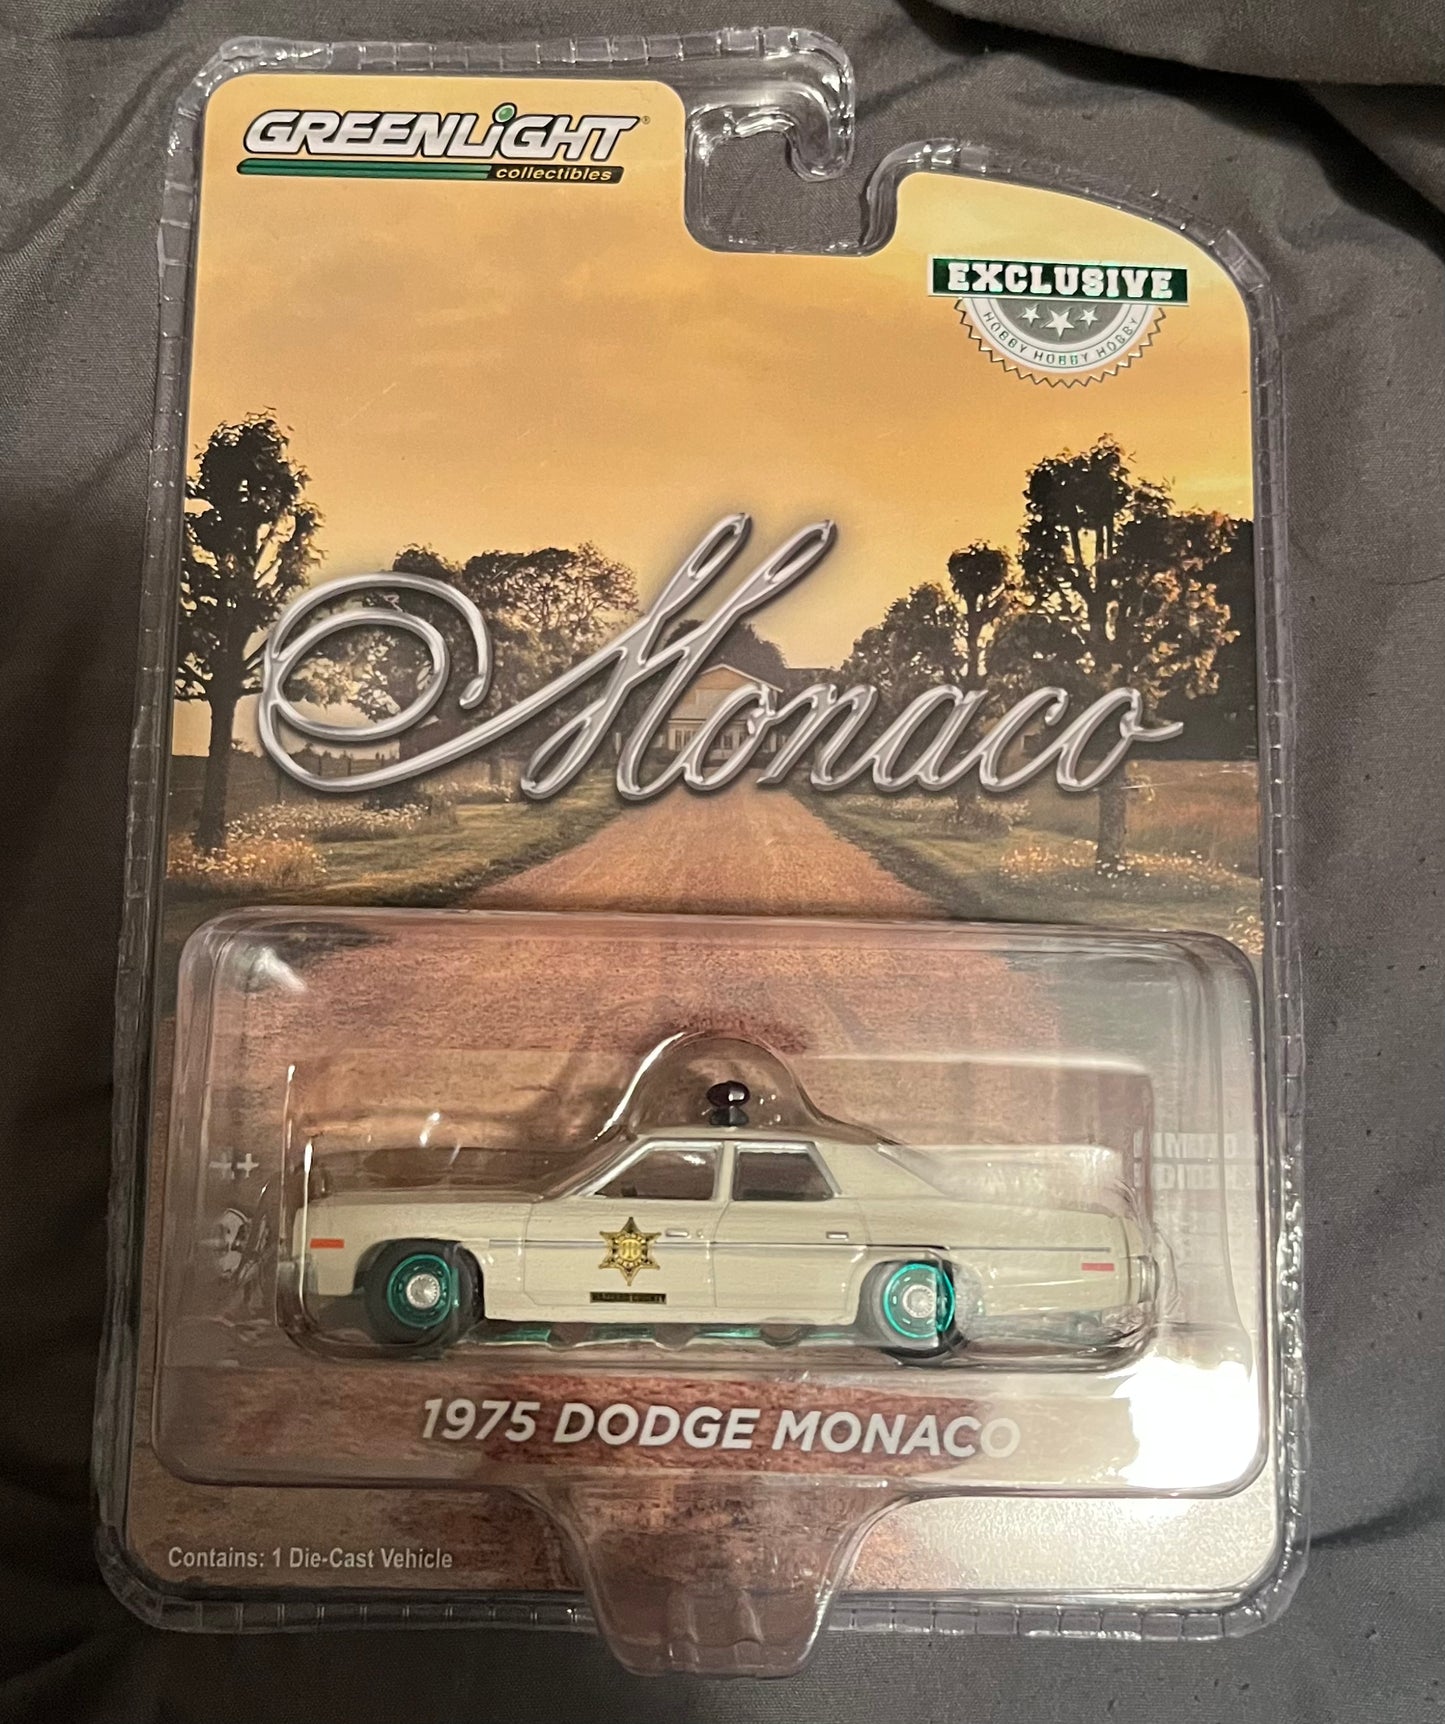 GREENLiGHT®
collectibles
EXCLUSIVE
HOBBY HOBBY HOBBY
Monaco
1975 DODGE MONACO
Contains: 1 Die-Cast Vehicle